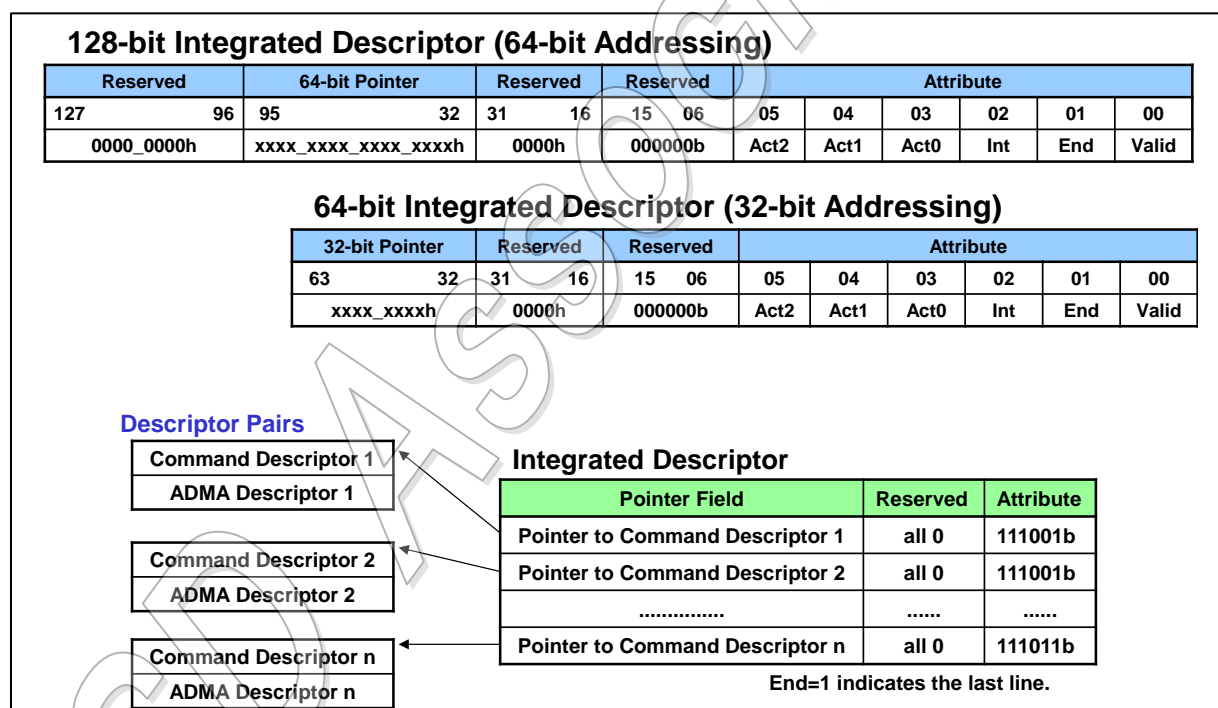 128-bit Integrated Descriptor (64-bit Addressing)
Reserved 64-bit Pointer Reserved Reserved Attribute
127 96 95 32 31 16 15 06 05 04 03 02 01 00
0000_0000h xxxx_xxxx_xxxx_xxxxh 0000h 000000b Act2 Act1 Act0 Int End Valid
64-bit Integrated Descriptor (32-bit Addressing)
32-bit Pointer Reserved Reserved Attribute
63 32 31 16 15 06 05 04 03 02 01 00
xxxx_xxxxh 0000h 000000b Act2 Act1 Act0 Int End Valid
Descriptor Pairs
Command Descriptor 1
ADMA Descriptor 1
Command Descriptor 2
ADMA Descriptor 2
Command Descriptor n
ADMA Descriptor n
Integrated Descriptor
Pointer Field Reserved Attribute
Pointer to Command Descriptor 1 all 0 111001b
Pointer to Command Descriptor 2 all 0 111001b
............... ...... ......
Pointer to Command Descriptor n all 0 111011b
End=1 indicates the last line.